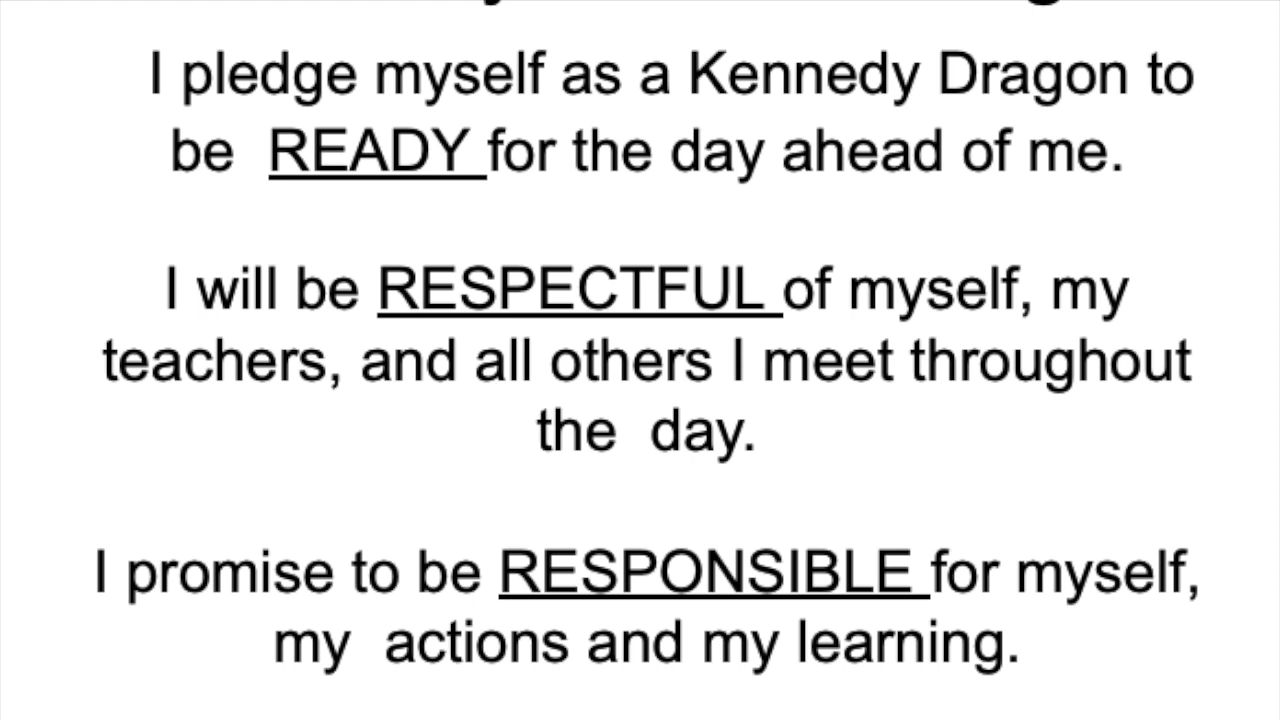 I pledge myself as a Kennedy Dragon to
be  READY for the day ahead of me.
I will be RESPECTFUL of myself, my
teachers, and all others I meet throughout
the  day.
I promise to be RESPONSIBLE for myself,
my  actions and my learning.